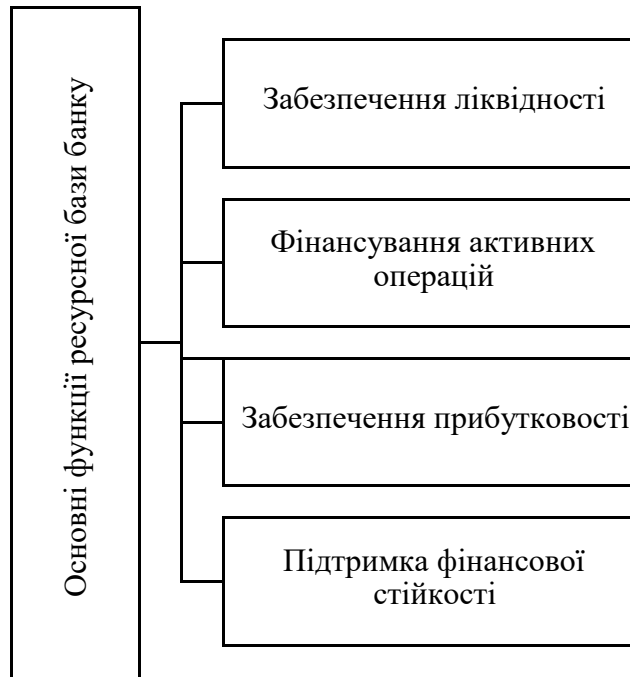 Основні функції ресурсної бази банку
Забезпечення ліквідності
Фінансування активних
операцій
Забезпечення прибутковості
Підтримка фінансової
стійкості